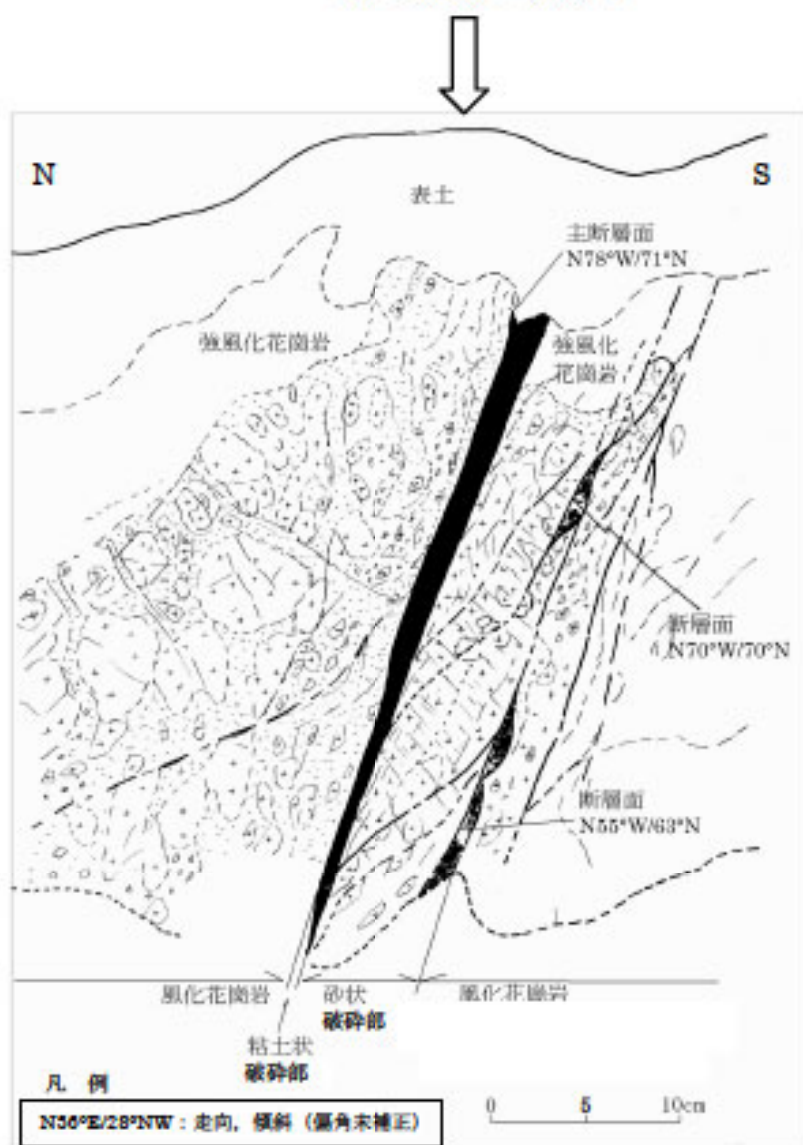 N
S
表土
主断層面
N78°W/71°N
強風化花崗岩
強風化
花崗岩
断層面
N70°W/70°N
断層面
N55°W/63°N
風化花崗岩
砂状
破砕部
風化花崗岩
粘土状
破砕部
凡 例
N36°E/28°NW：走向，傾斜（偏角未補正）
0 5 10cm